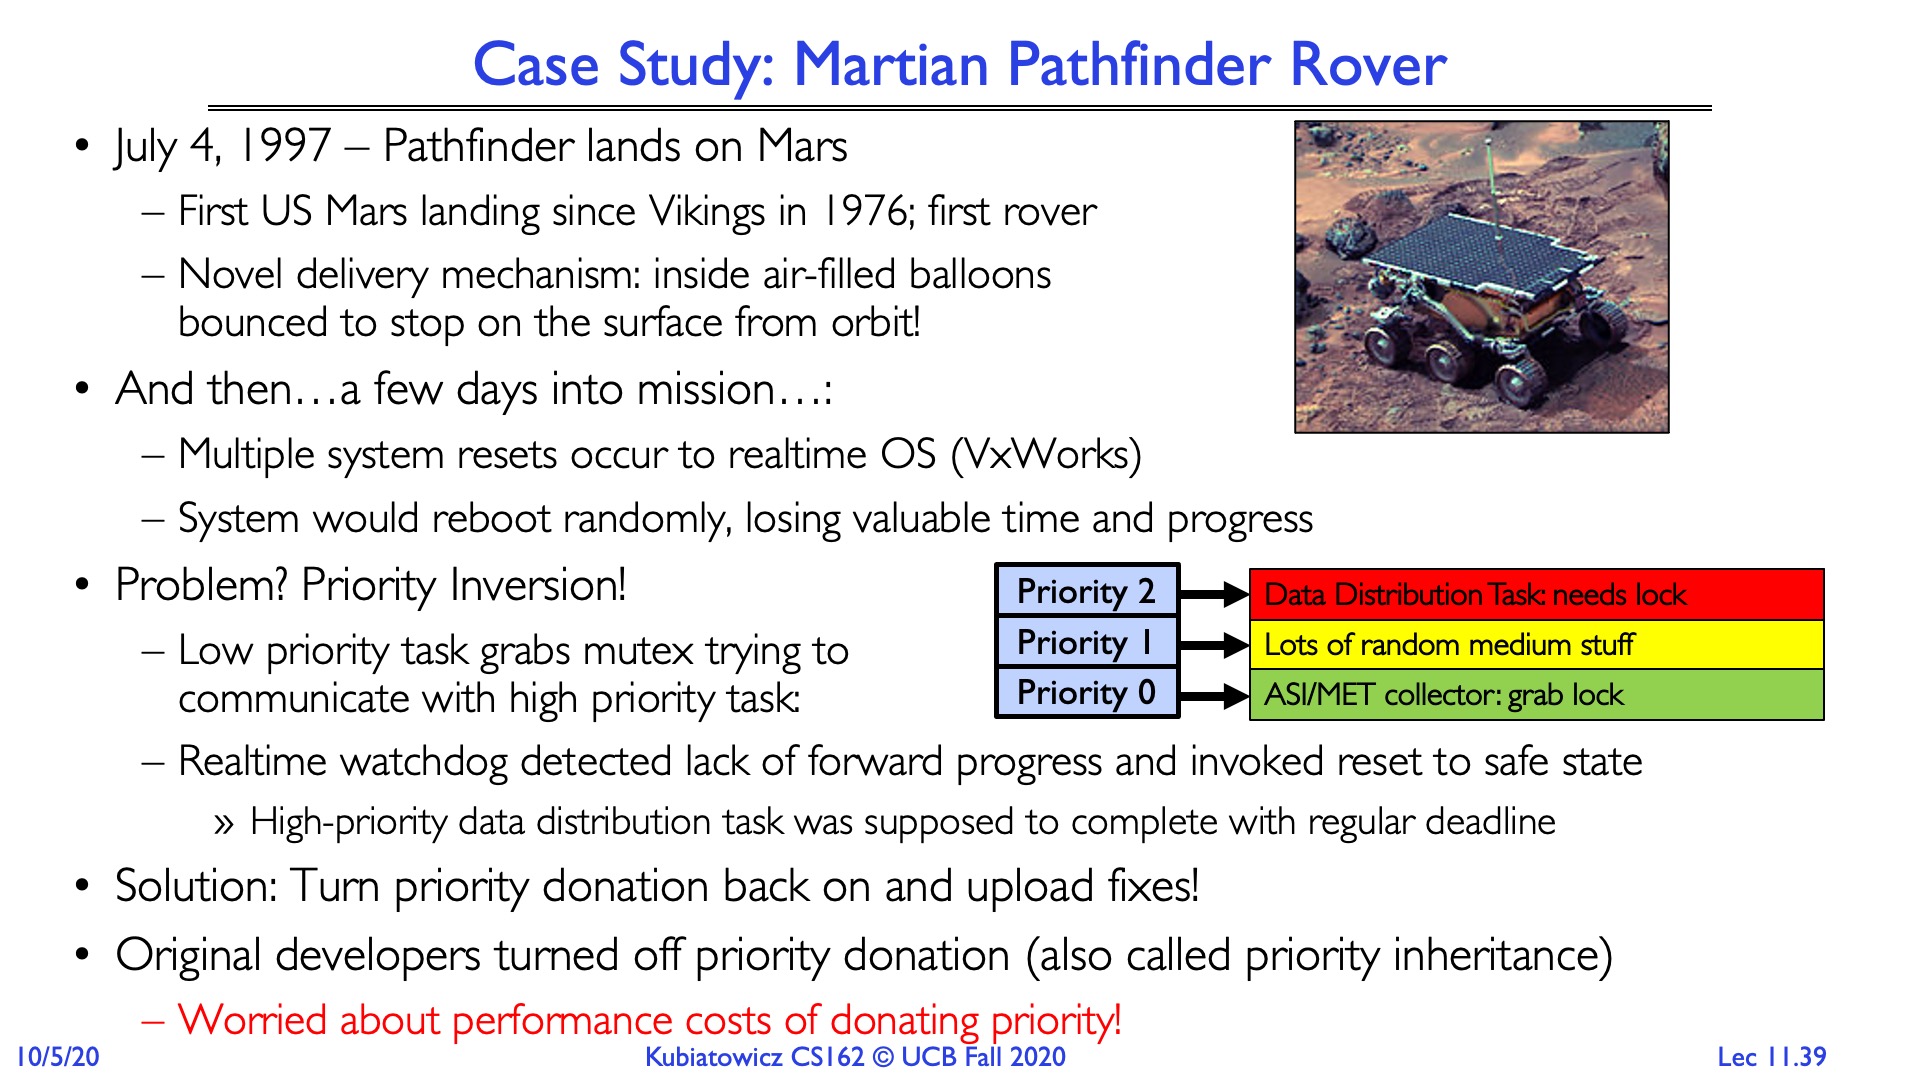 Case Study: Martian Pathfinder Rover
• July 4, 1997 – Pathfinder lands on Mars
– First US Mars landing since Vikings in 1976; first rover
– Novel delivery mechanism: inside air-filled balloons
bounced to stop on the surface from orbit!
• And then…a few days into mission…:
– Multiple system resets occur to realtime OS (VxWorks)
– System would reboot randomly, losing valuable time and progress
• Problem? Priority Inversion!
– Low priority task grabs mutex trying to
communicate with high priority task:
Priority 2 Data Distribution Task: needs lock
Priority 1 Lots of random medium stuff
Priority 0 ASI/MET collector: grab lock
– Realtime watchdog detected lack of forward progress and invoked reset to safe state
» High-priority data distribution task was supposed to complete with regular deadline
• Solution: Turn priority donation back on and upload fixes!
• Original developers turned off priority donation (also called priority inheritance)
– Worried about performance costs of donating priority!
10/5/20 Kubiatowicz CS162 © UCB Fall 2020 Lec 11.39